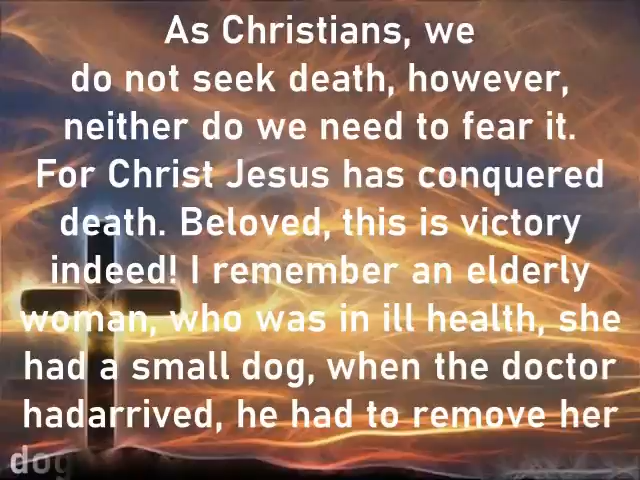 As Christians, we
do not seek death, however,
neither do we need to fear it.
For Christ Jesus has conquered
death. Beloved, this is victory
indeed! I remember an elderly
woman, who was in ill health, she
had a small dog, when the doctor
hadarrived, he had to remove her
dog